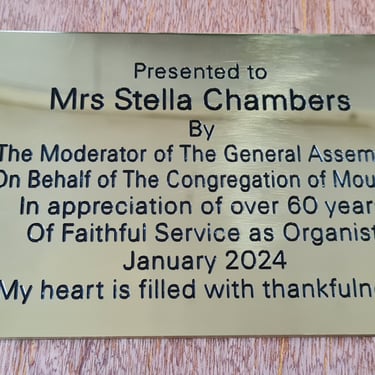 Presented to
Mrs Stella Chambers
By
The Moderator of The General Assem
On Behalf of The Congregation of Mou
In appreciation of over 60 year
Of Faithful Service as Organist
January 2024
My heart is filled with thankfuln